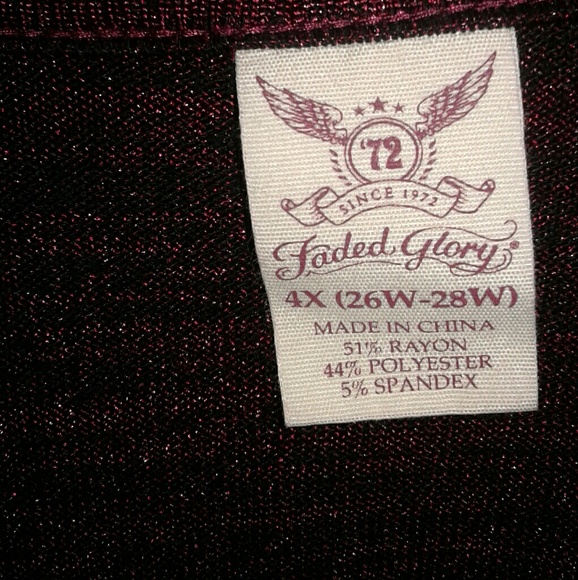 '72
SINCE 1972
Faded Glory®
4X (26W-28W)
MADE IN CHINA
51% RAYON
44% POLYESTER
5% SPANDEX